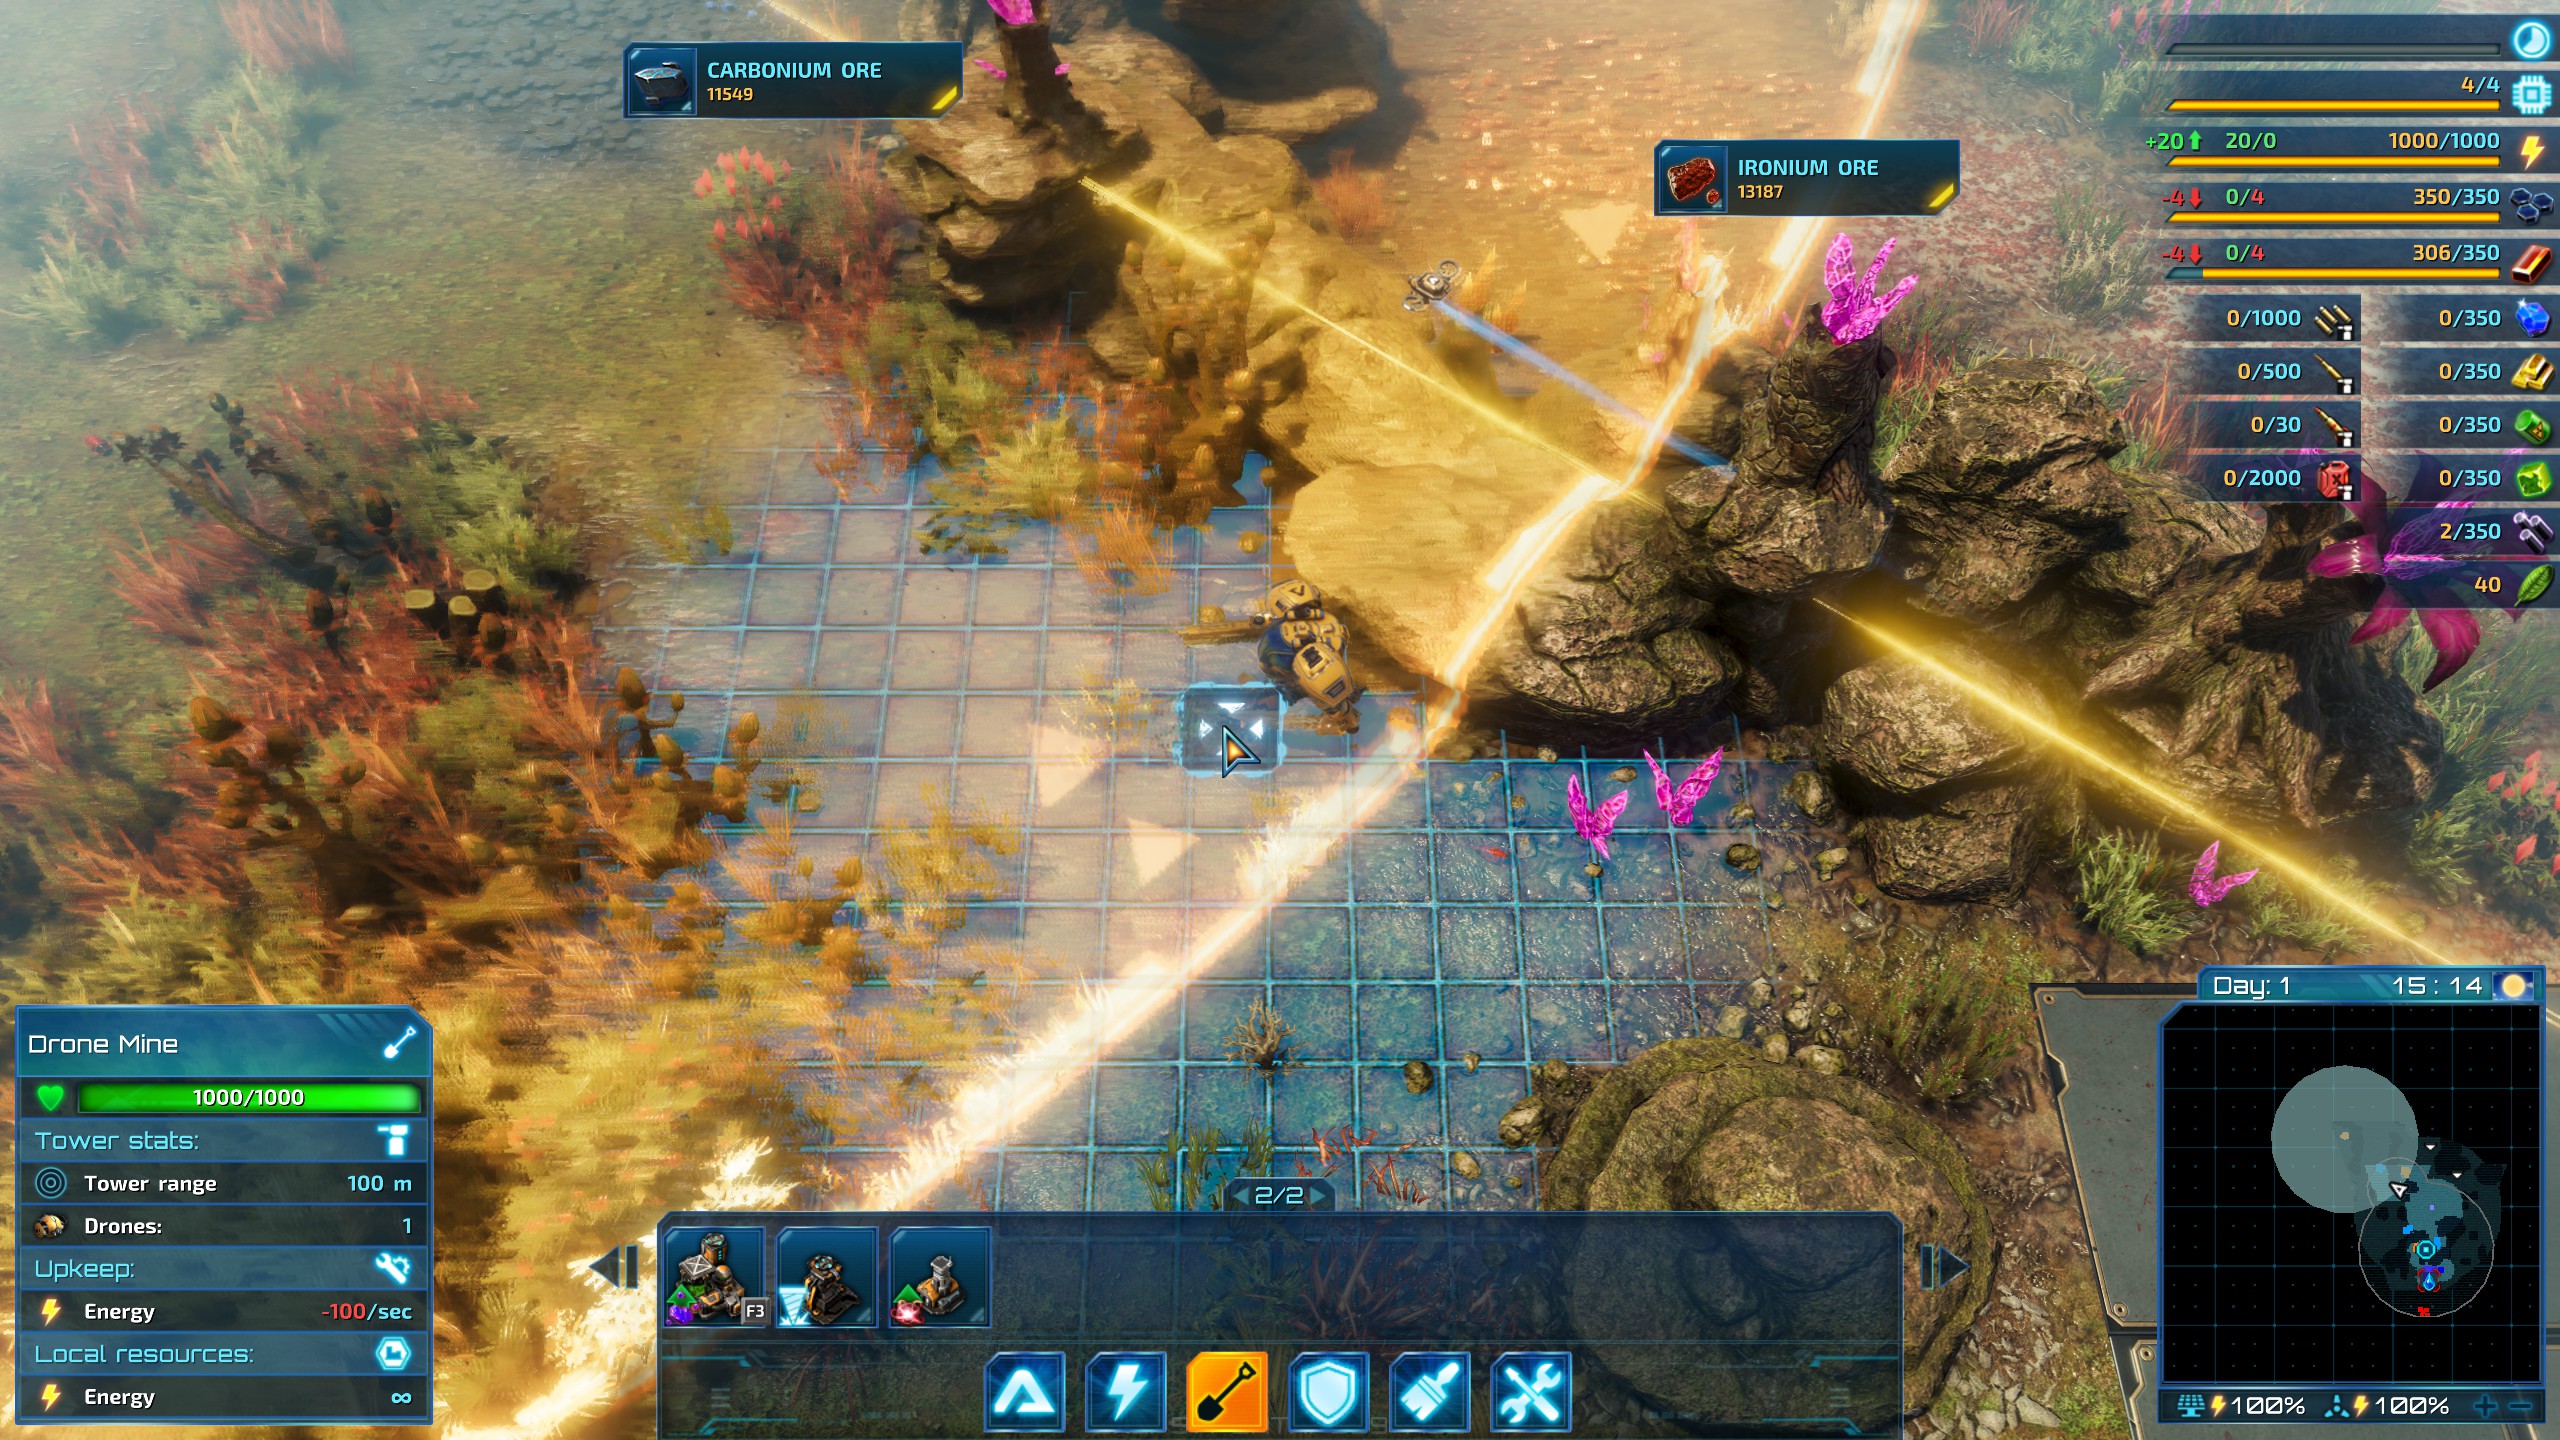 CARBONIUM ORE
11549
IRONIUM ORE
13187
4/4
+20 20/0 1000/1000
-4 0/4 350/350
-4 0/4 306/350
0/1000 0/350
0/500 0/350
0/30 0/350
0/2000 0/350
2/350
40
Drone Mine
1000/1000
Tower stats:
Tower range 100 m
Drones: 1
Upkeep:
Energy -100/sec
Local resources:
Energy ∞
2/2
F3
Day: 1 15:14
100% 100%